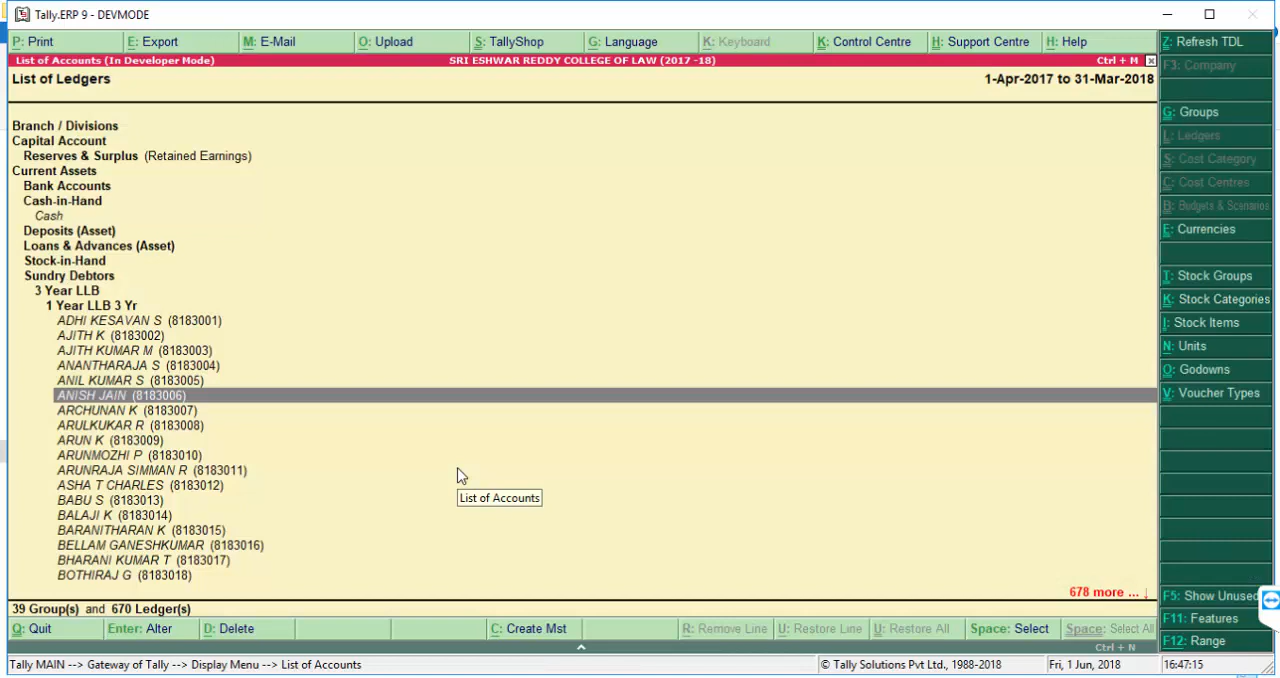 Tally.ERP 9 - DEVMODE
P: Print E: Export M: E-Mail O: Upload S: TallyShop G: Language K: Keyboard K: Control Centre H: Support Centre H: Help
List of Accounts (In Developer Mode) SRI ESHWAR REDDY COLLEGE OF LAW (2017 -18) Ctrl + M
List of Ledgers 1-Apr-2017 to 31-Mar-2018
Branch / Divisions
Capital Account
Reserves & Surplus (Retained Earnings)
Current Assets
Bank Accounts
Cash-in-Hand
Cash
Deposits (Asset)
Loans & Advances (Asset)
Stock-in-Hand
Sundry Debtors
3 Year LLB
1 Year LLB 3 Yr
ADHI KESAVAN S (8183001)
AJITH K (8183002)
AJITH KUMAR M (8183003)
ANANTHARAJA S (8183004)
ANIL KUMAR S (8183005)
ANISH JAIN (8183006)
ARCHUNAN K (8183007)
ARULKUKAR R (8183008)
ARUN K (8183009)
ARUNMOZHI P (8183010)
ARUNRAJA SIMMAN R (8183011)
ASHA T CHARLES (8183012)
BABU S (8183013)
BALAJI K (8183014)
BARANITHARAN K (8183015)
BELLAM GANESHKUMAR (8183016)
BHARANI KUMAR T (8183017)
BOTHIRAJ G (8183018)
List of Accounts
678 more ... ↓
39 Group(s) and 670 Ledger(s)
Z: Refresh TDL
F3: Company
G: Groups
L: Ledgers
S: Cost Category
C: Cost Centres
B: Budgets & Scenarios
E: Currencies
T: Stock Groups
K: Stock Categories
I: Stock Items
N: Units
O: Godowns
V: Voucher Types
F5: Show Unused
F11: Features
F12: Range
Q: Quit Enter: Alter D: Delete C: Create Mst R: Remove Line U: Restore Line U: Restore All Space: Select Space: Select All
Ctrl + N
Tally MAIN --> Gateway of Tally --> Display Menu --> List of Accounts © Tally Solutions Pvt Ltd., 1988-2018 Fri, 1 Jun, 2018 16:47:15